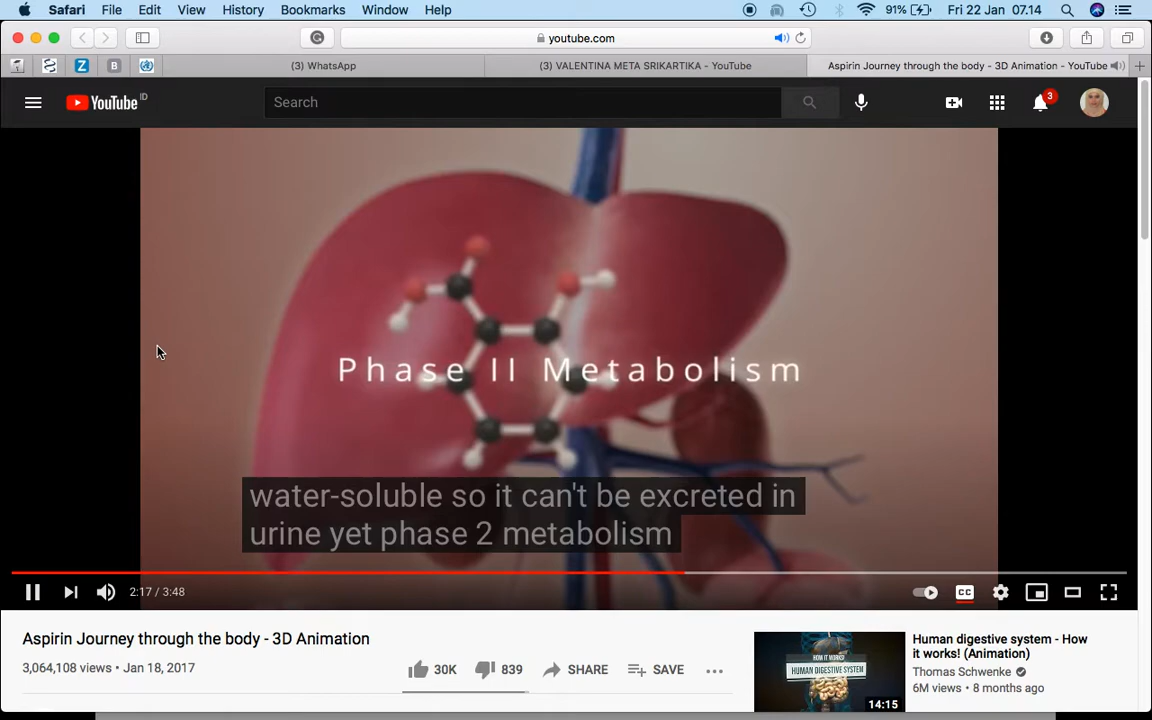 Safari File Edit View History Bookmarks Window Help 91% Fri 22 Jan 07.14
youtube.com
Z B (3) WhatsApp (3) VALENTINA META SRIKARTIKA - YouTube Aspirin Journey through the body - 3D Animation - YouTube
YouTube ID Search 3
Phase II Metabolism
water-soluble so it can't be excreted in
urine yet phase 2 metabolism
2:17 / 3:48 CC
Aspirin Journey through the body - 3D Animation
3,064,108 views • Jan 18, 2017 30K 839 SHARE SAVE
HOW IT WORKS!
HUMAN DIGESTIVE SYSTEM
14:15
Human digestive system - How
it works! (Animation)
Thomas Schwenke
6M views • 8 months ago